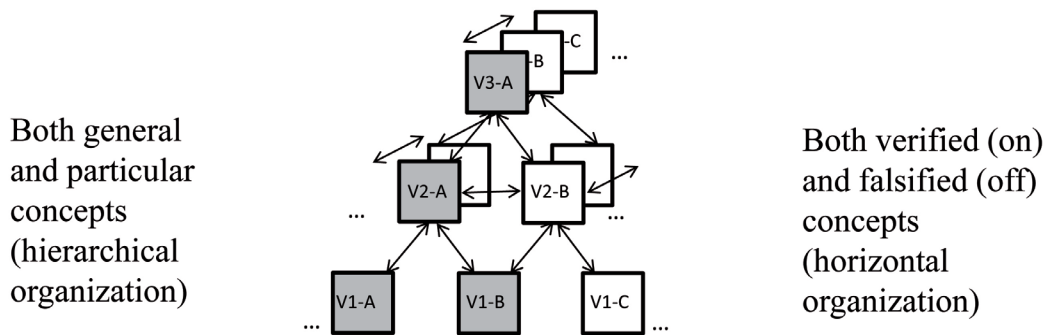 -C
...
-B
V3-A
Both general
and particular
concepts
(hierarchical
organization)
Both verified (on)
and falsified (off)
concepts
(horizontal
organization)
V2-A
V2-B
...
...
V1-A
V1-B
V1-C
...
...